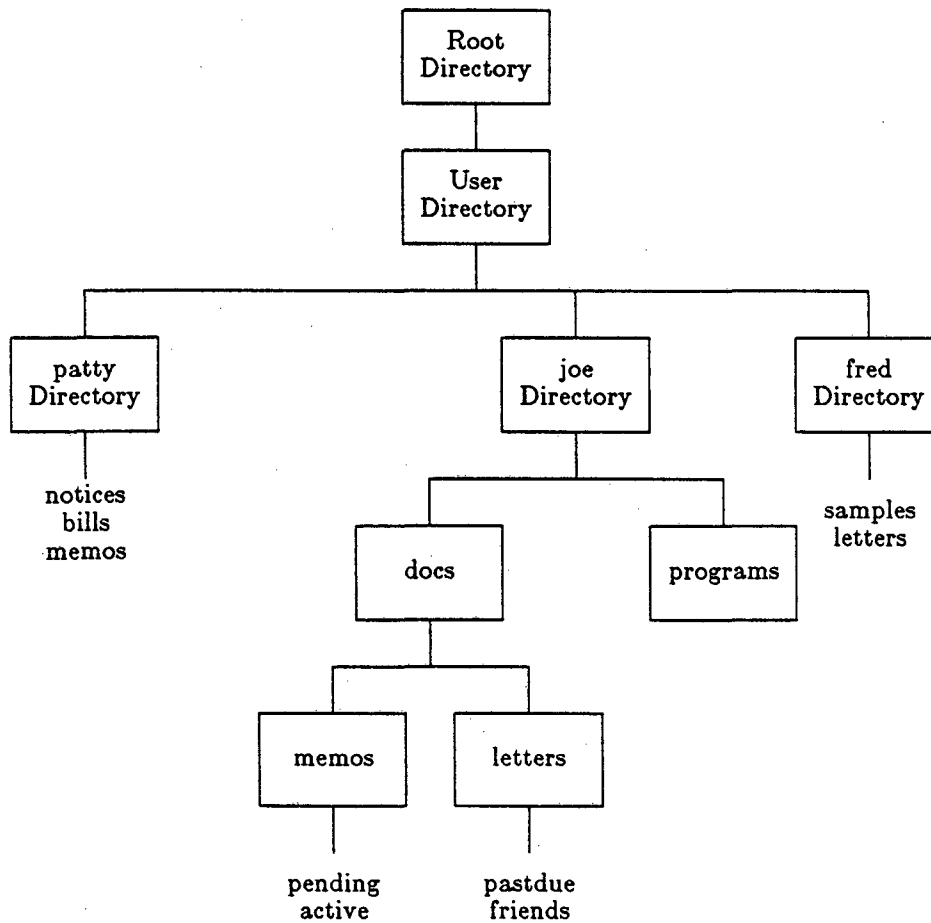 Root
Directory
User
Directory
patty
Directory
joe
Directory
fred
Directory
notices
bills
memos
samples
letters
docs
programs
memos
letters
pending
active
pastdue
friends